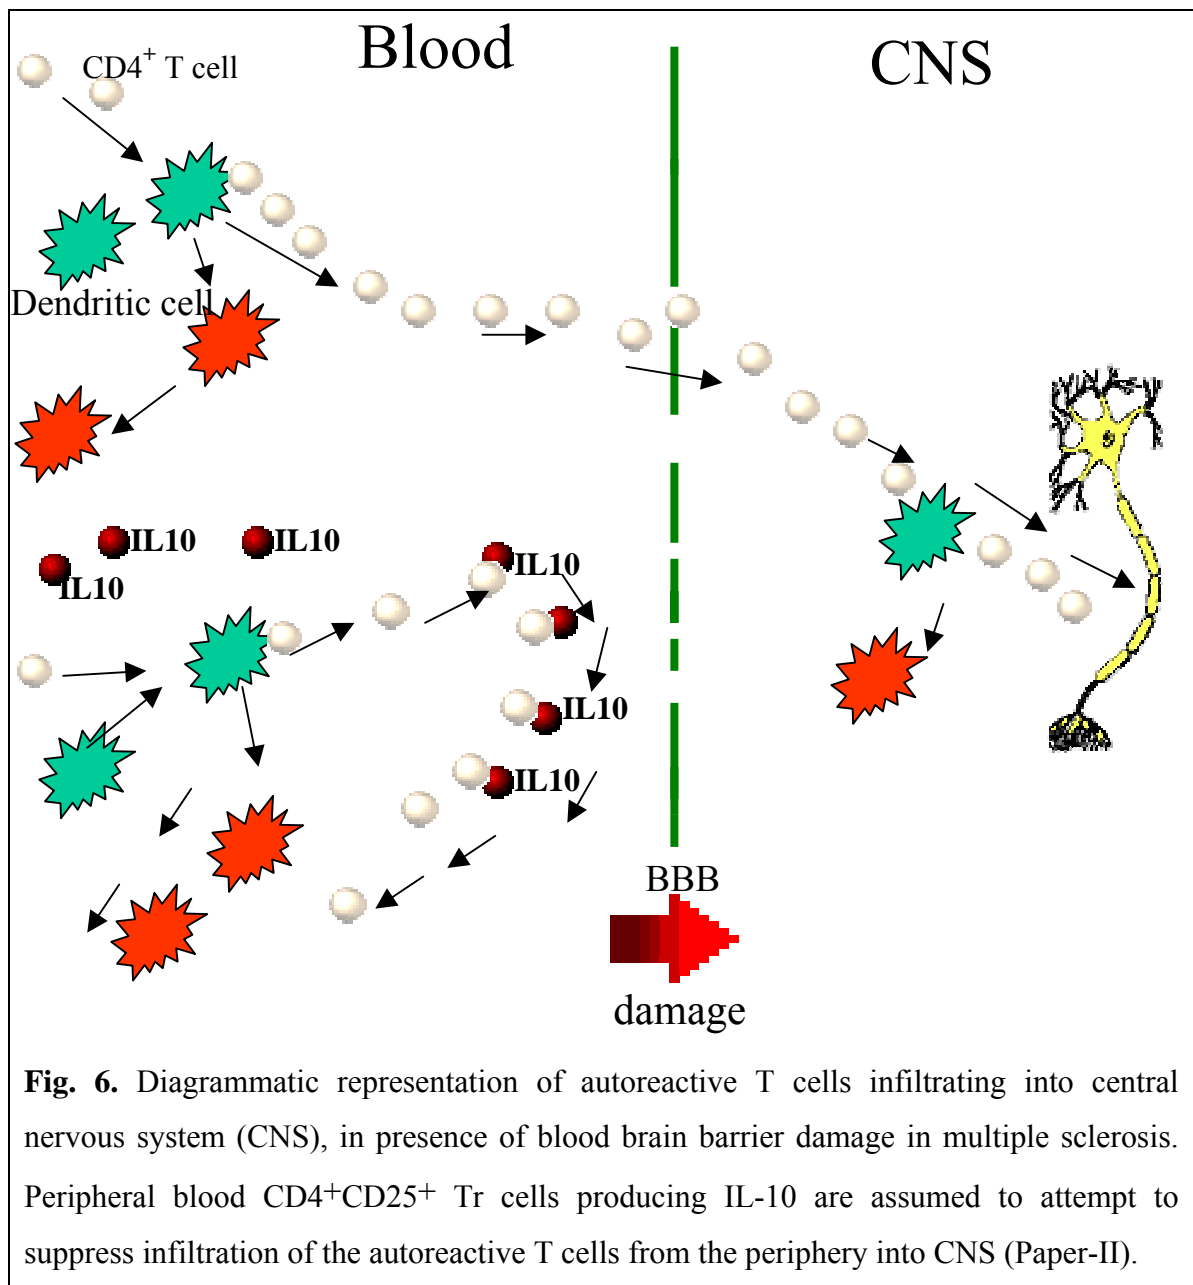 Blood
CNS
CD4+ T cell
Dendritic cell
IL10
IL10
IL10
IL10
IL10
IL10
BBB
damage
Fig. 6. Diagrammatic representation of autoreactive T cells infiltrating into central
nervous system (CNS), in presence of blood brain barrier damage in multiple sclerosis.
Peripheral blood CD4+CD25+ Tr cells producing IL-10 are assumed to attempt to
suppress infiltration of the autoreactive T cells from the periphery into CNS (Paper-II).